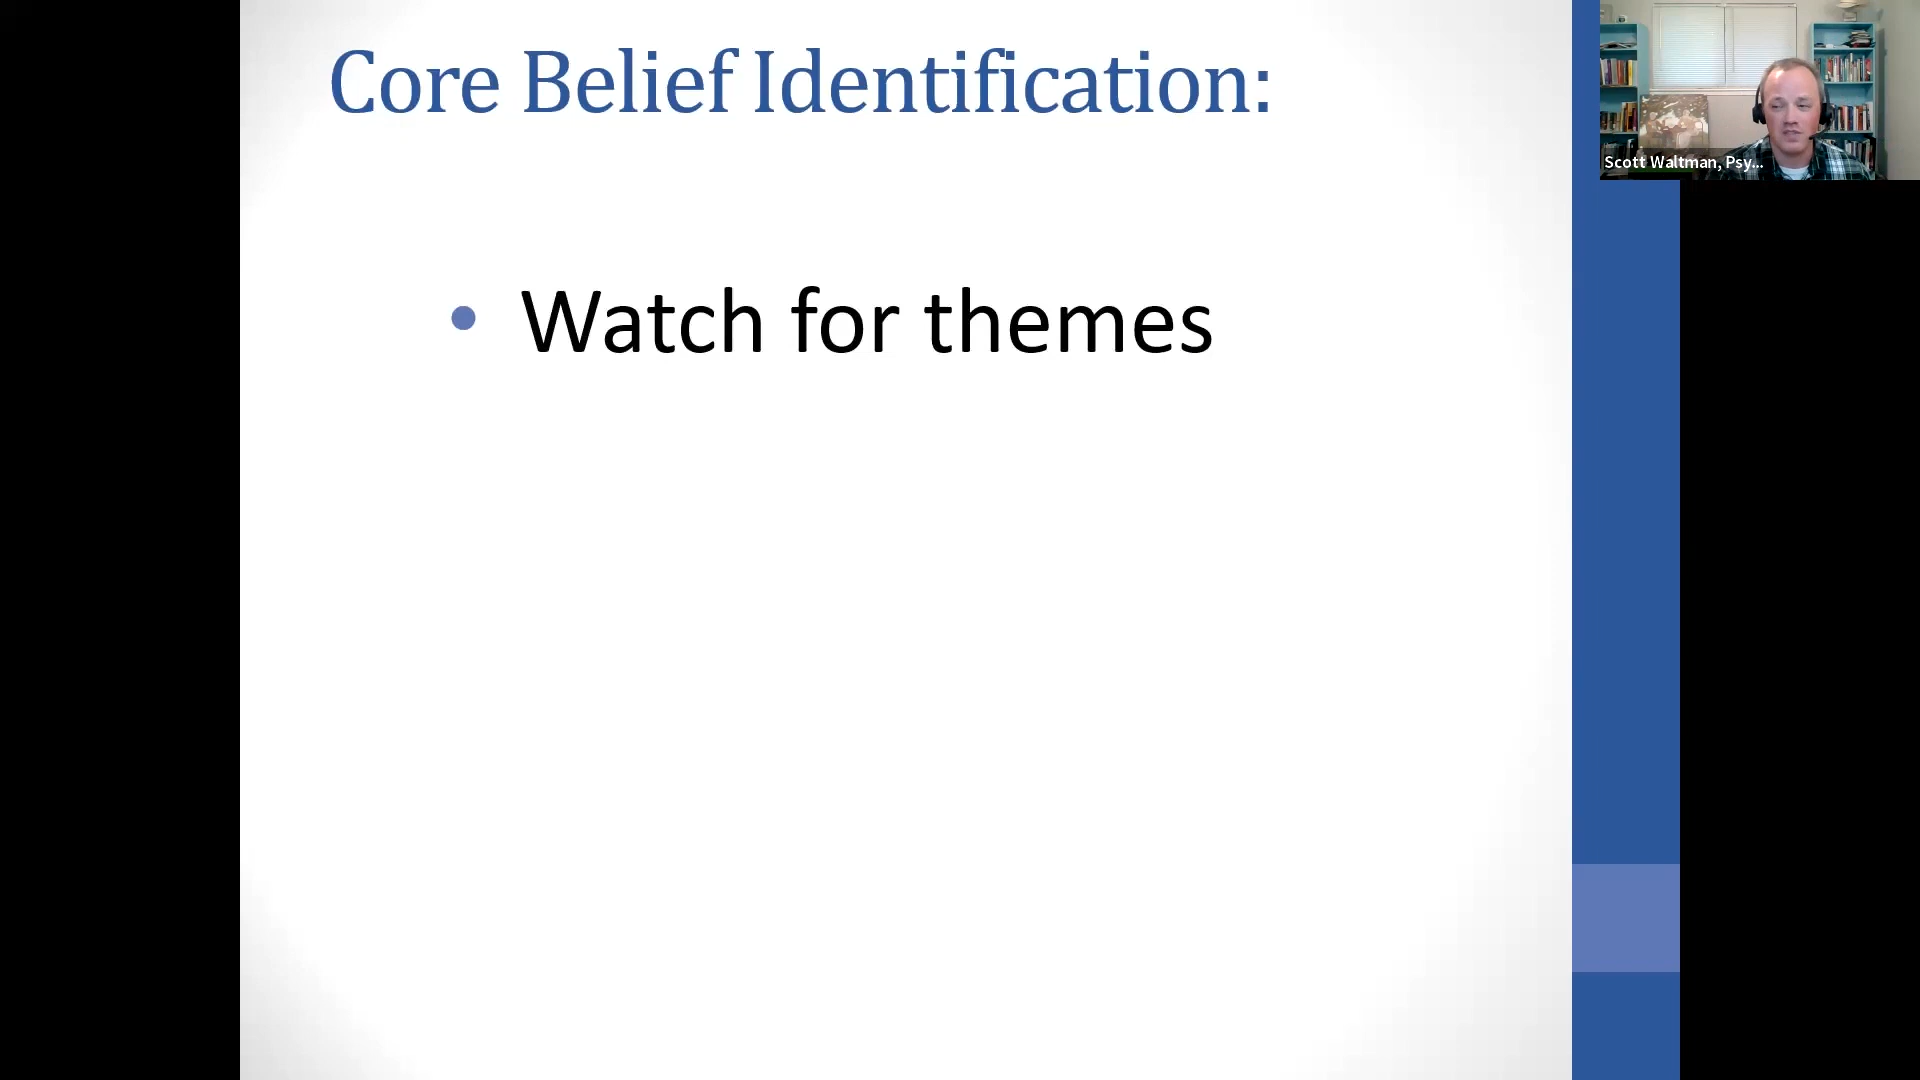 Core Belief Identification:
Scott Waltman, Psy...
• Watch for themes